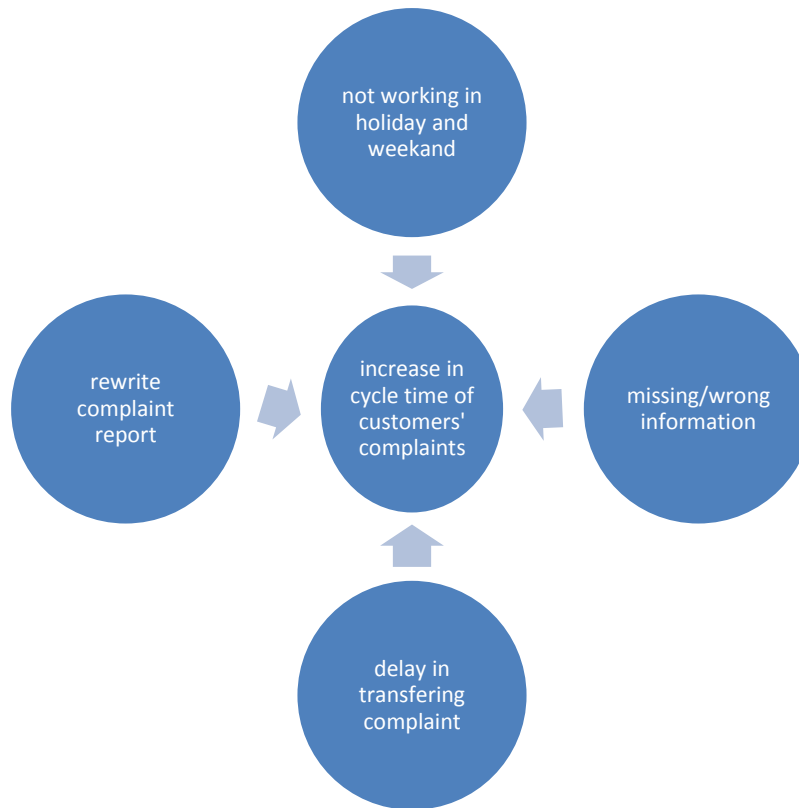 not working in
holiday and
weekand
rewrite
complaint
report
increase in
cycle time of
customers'
complaints
missing/wrong
information
delay in
transfering
complaint